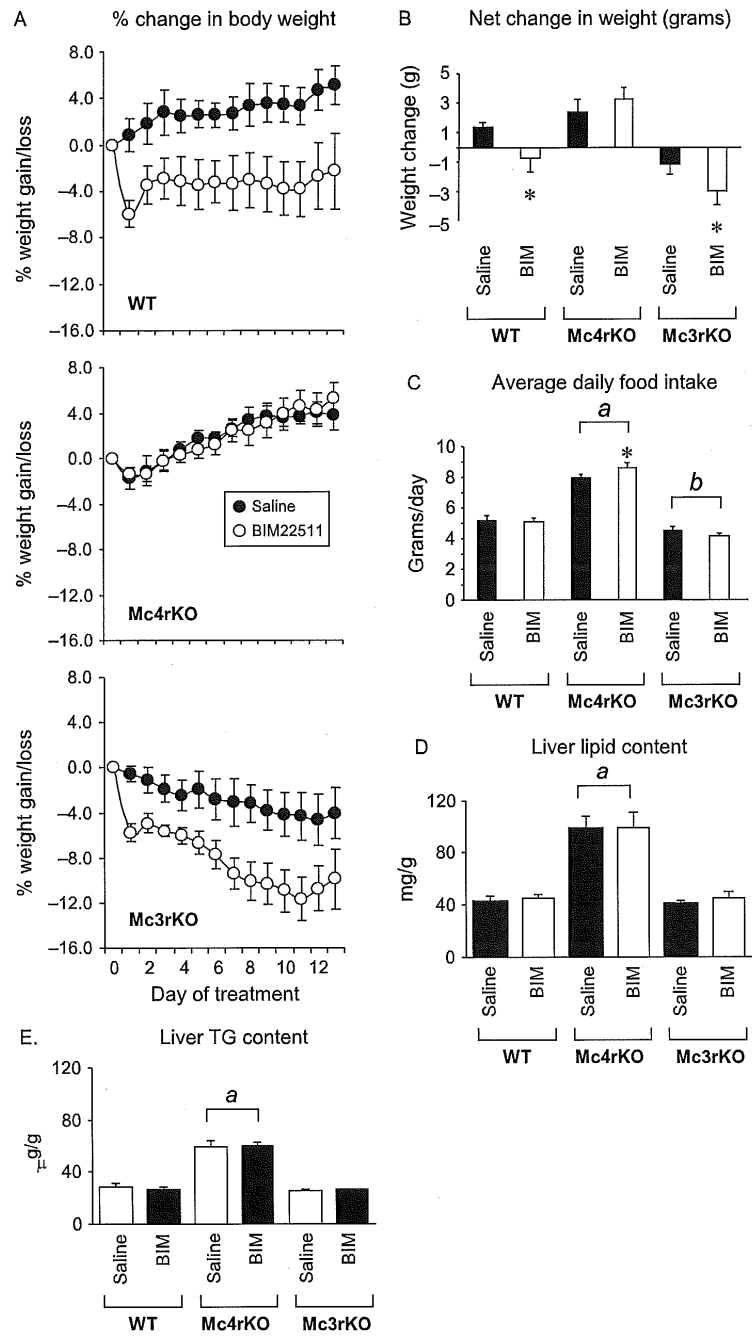 A % change in body weight
8.0
4.0
0.0
–4.0
–8.0
–12.0
–16.0
% weight gain/loss
WT
8.0
4.0
0.0
–4.0
–8.0
–12.0
–16.0
% weight gain/loss
Saline
BIM22511
Mc4rKO
8.0
4.0
0.0
–4.0
–8.0
–12.0
–16.0
% weight gain/loss
Mc3rKO
0 2 4 6 8 10 12
Day of treatment
B Net change in weight (grams)
5
3
1
–1
–3
–5
Weight change (g)
*
*
Saline BIM Saline BIM Saline BIM
WT Mc4rKO Mc3rKO
C Average daily food intake
10
8
6
4
2
0
Grams/day
a
*
b
Saline BIM Saline BIM Saline BIM
WT Mc4rKO Mc3rKO
D Liver lipid content
120
80
40
0
mg/g
a
Saline BIM Saline BIM Saline BIM
WT Mc4rKO Mc3rKO
E. Liver TG content
120
80
40
0
μg/g
a
Saline BIM Saline BIM Saline BIM
WT Mc4rKO Mc3rKO